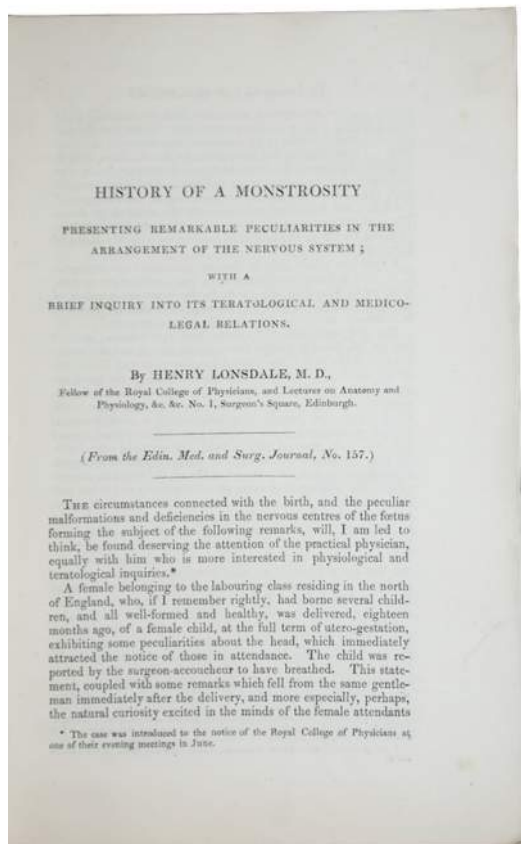 HISTORY OF A MONSTROSITY
PRESENTING REMARKABLE PECULIARITIES IN THE
ARRANGEMENT OF THE NERVOUS SYSTEM ;
WITH A
BRIEF INQUIRY INTO ITS TERATOLOGICAL AND MEDICO-
LEGAL RELATIONS.
By HENRY LONSDALE, M. D.,
Fellow of the Royal College of Physicians, and Lecturer on Anatomy and
Physiology, &c. &c. No. 1, Surgeon's Square, Edinburgh.
(From the Edin. Med. and Surg. Journal, No. 157.)
THE circumstances connected with the birth, and the peculiar
malformations and deficiencies in the nervous centres of the fœtus
forming the subject of the following remarks, will, I am led to
think, be found deserving the attention of the practical physician,
equally with him who is more interested in physiological and
teratological inquiries.*
A female belonging to the labouring class residing in the north
of England, who, if I remember rightly, had borne several child-
ren, and all well-formed and healthy, was delivered, eighteen
months ago, of a female child, at the full term of utero-gestation,
exhibiting some peculiarities about the head, which immediately
attracted the notice of those in attendance. The child was re-
ported by the surgeon-accoucheur to have breathed. This state-
ment, coupled with some remarks which fell from the same gentle-
man immediately after the delivery, and more especially, perhaps,
the natural curiosity excited in the minds of the female attendants
* The case was introduced to the notice of the Royal College of Physicians at
one of their evening meetings in June.